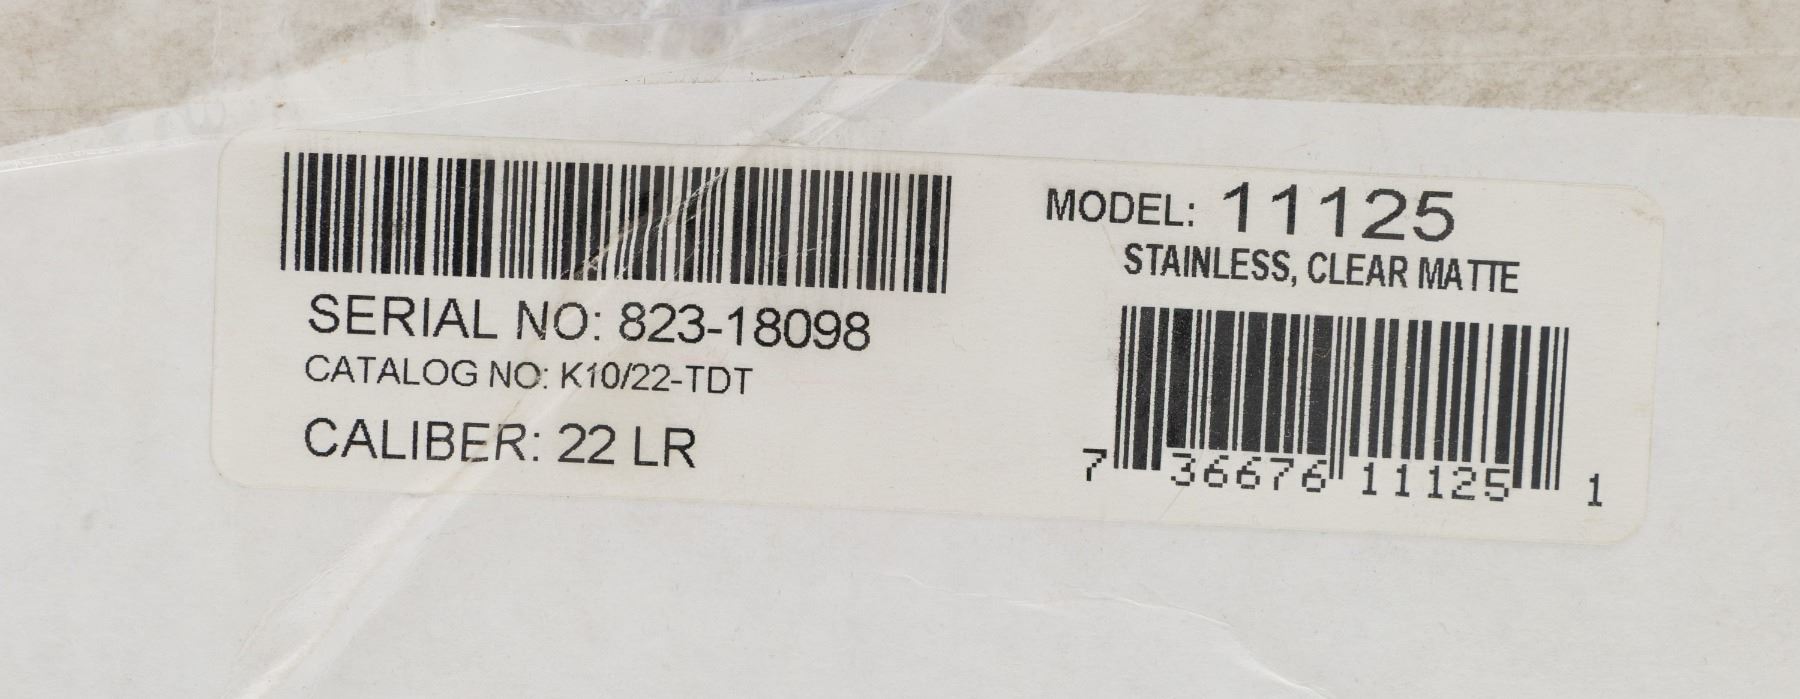 SERIAL NO: 823-18098
CATALOG NO: K10/22-TDT
CALIBER: 22 LR
MODEL: 11125
STAINLESS, CLEAR MATTE
7 36676 11125 1